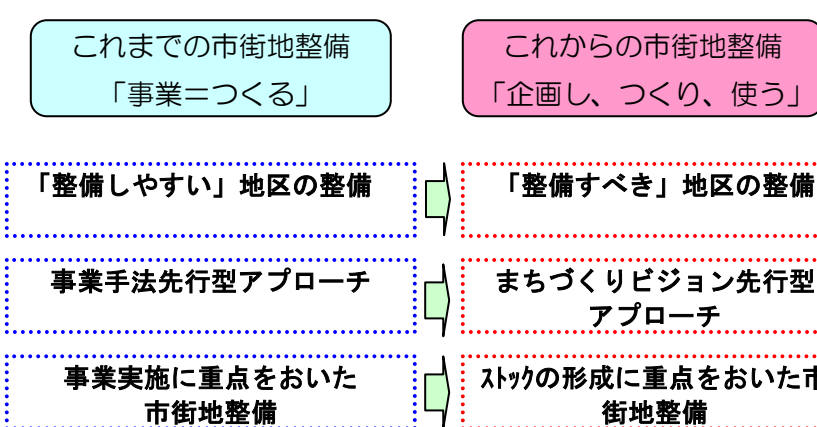 これまでの市街地整備
「事業＝つくる」
これからの市街地整備
「企画し、つくり、使う」
「整備しやすい」地区の整備
「整備すべき」地区の整備
事業手法先行型アプローチ
まちづくりビジョン先行型
アプローチ
事業実施に重点をおいた
市街地整備
ｽﾄｯｸの形成に重点をおいた市
街地整備